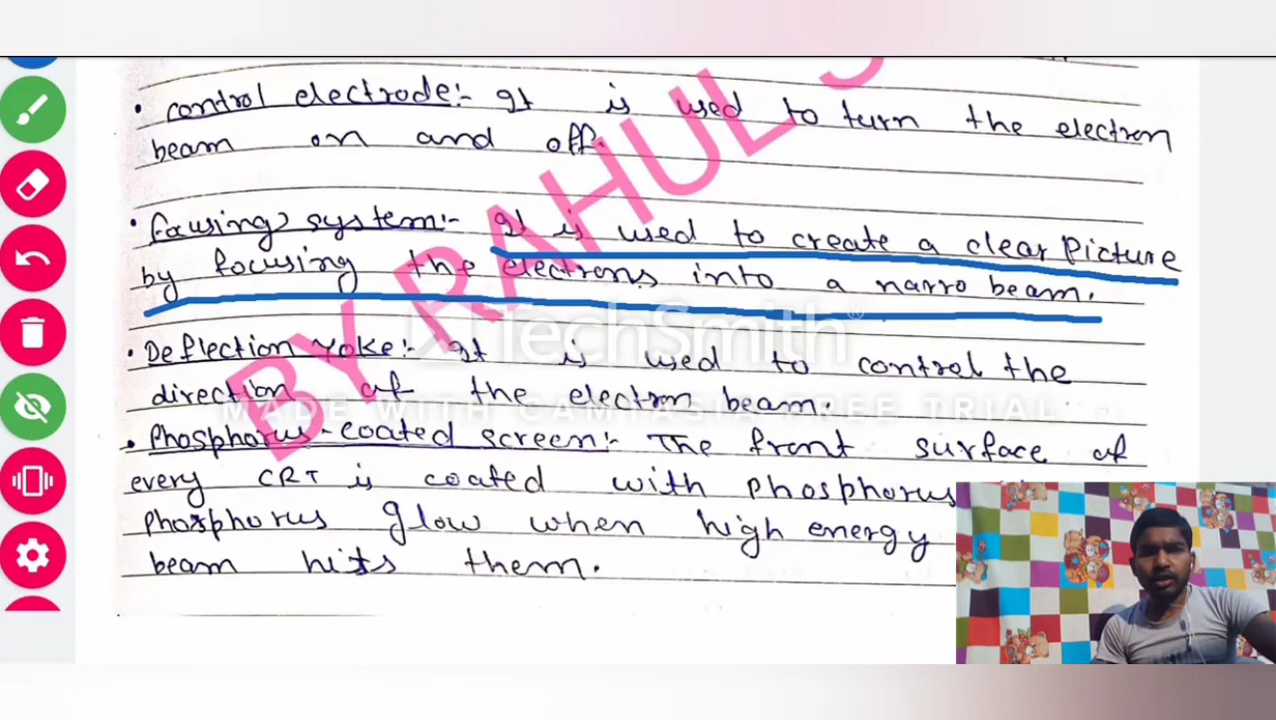 • control electrode:- It is used to turn the electron
beam on and off.
• focusing system:- It is used to create a clear Picture
by focusing the electrons into a narro beam.
• Deflection yoke:- It is used to control the
direction of the electron beam.
• Phosphorus-coated screen:- The front surface of
every CRT is coated with phosphorus
phosphorus glow when high energy
beam hits them.
BY RAHUL S
TechSmith®
MADE WITH CAMTASIA FREE TRIAL